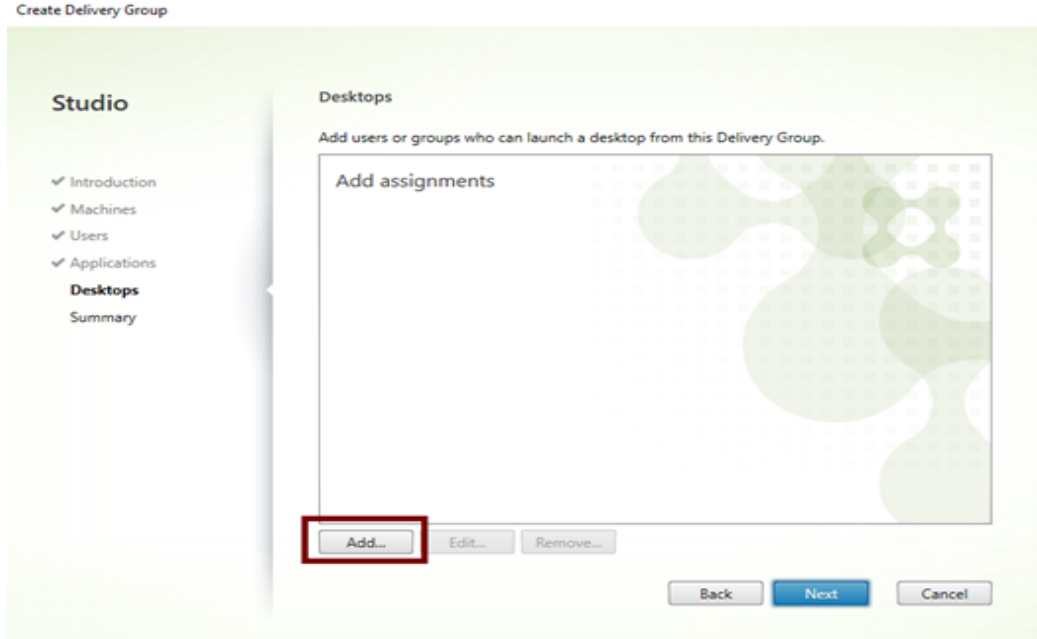 Create Delivery Group
Studio
Introduction
Machines
Users
Applications
Desktops
Summary
Desktops
Add users or groups who can launch a desktop from this Delivery Group.
Add assignments
Add...
Edit...
Remove...
Back
Next
Cancel